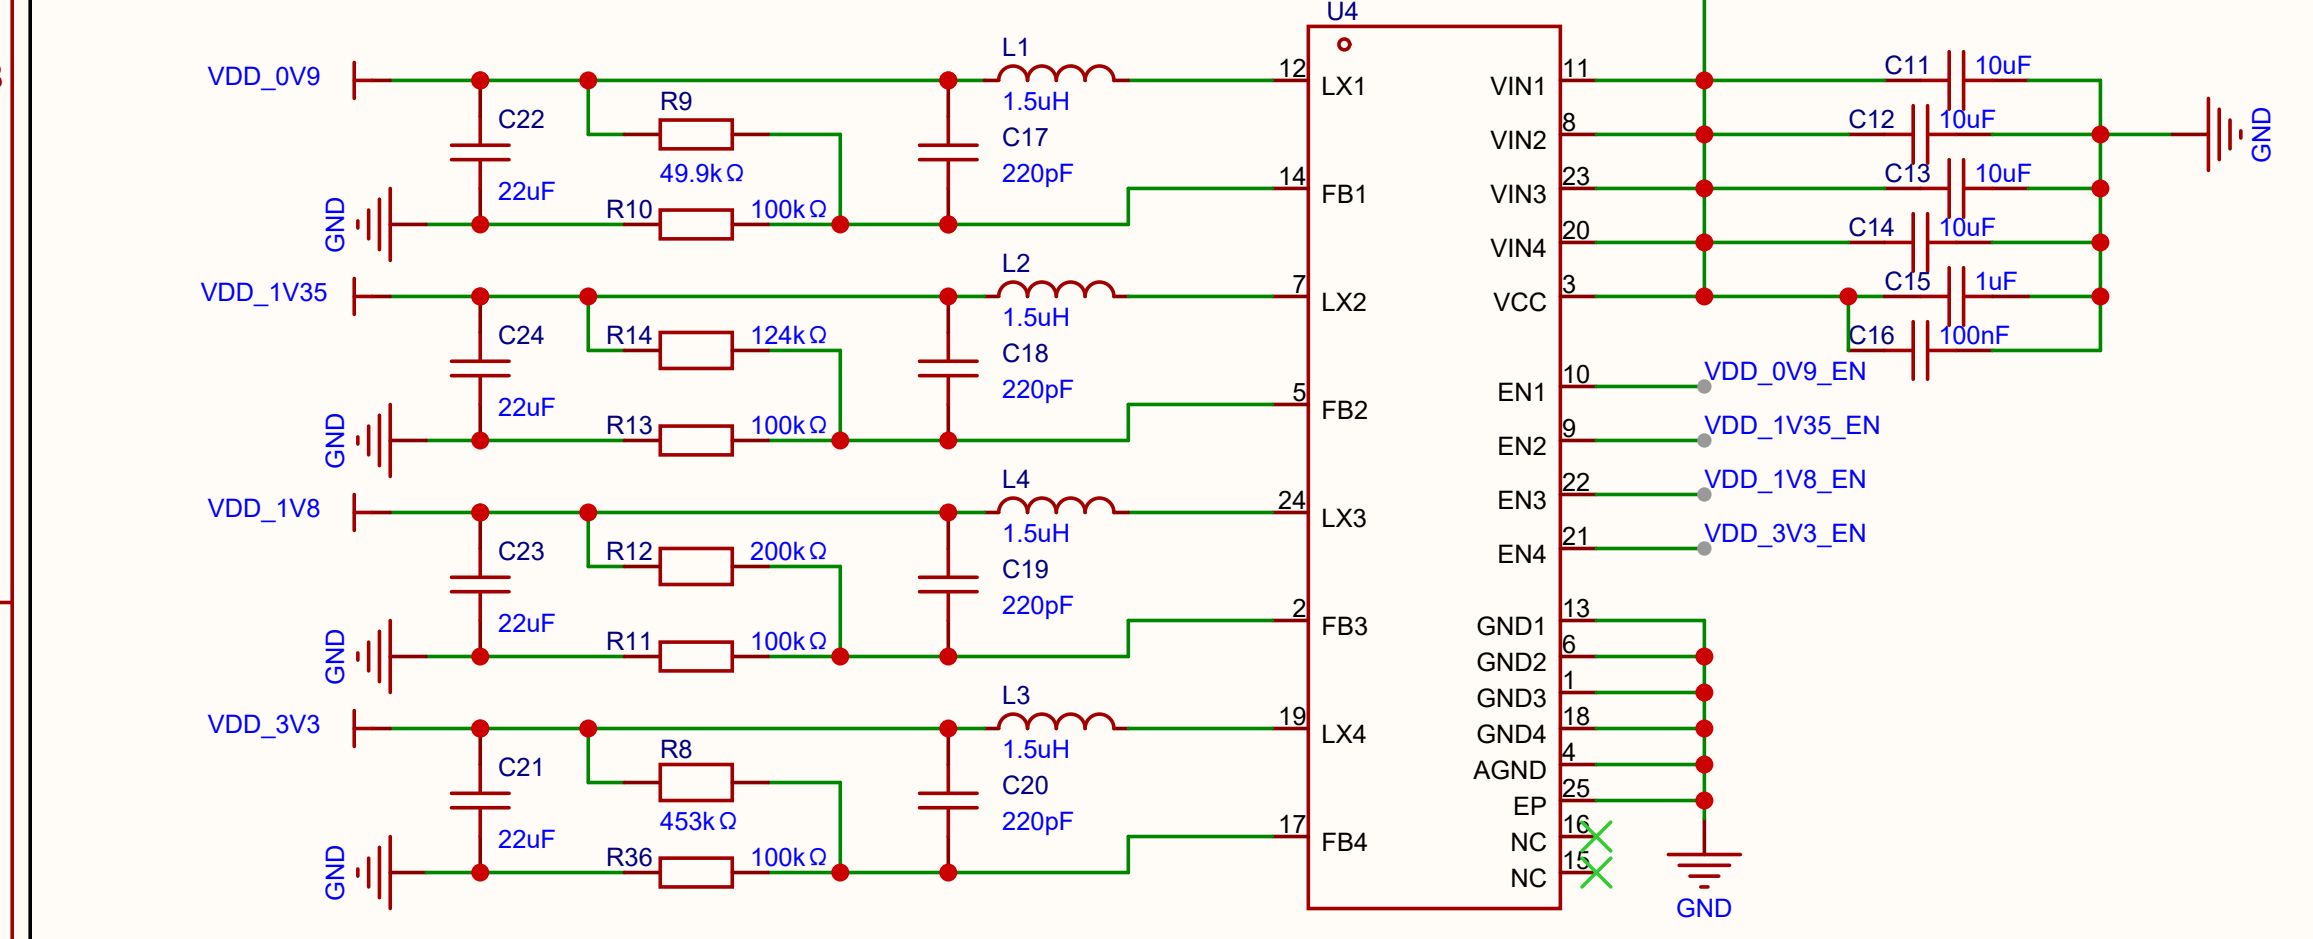 U4
VDD_0V9
C22
22uF
GND
R9
49.9kΩ
R10
100kΩ
L1
1.5uH
C17
220pF
12
LX1
14
FB1
VDD_1V35
C24
22uF
GND
R14
124kΩ
R13
100kΩ
L2
1.5uH
C18
220pF
7
LX2
5
FB2
VDD_1V8
C23
22uF
GND
R12
200kΩ
R11
100kΩ
L4
1.5uH
C19
220pF
24
LX3
2
FB3
VDD_3V3
C21
22uF
GND
R8
453kΩ
R36
100kΩ
L3
1.5uH
C20
220pF
19
LX4
17
FB4
VIN1
11
C11
10uF
VIN2
8
C12
10uF
GND
VIN3
23
C13
10uF
VIN4
20
C14
10uF
VCC
3
C15
1uF
C16
100nF
EN1
10
VDD_0V9_EN
EN2
9
VDD_1V35_EN
EN3
22
VDD_1V8_EN
EN4
21
VDD_3V3_EN
GND1
13
GND2
6
GND3
1
GND4
18
AGND
4
EP
25
NC
16
NC
15
GND